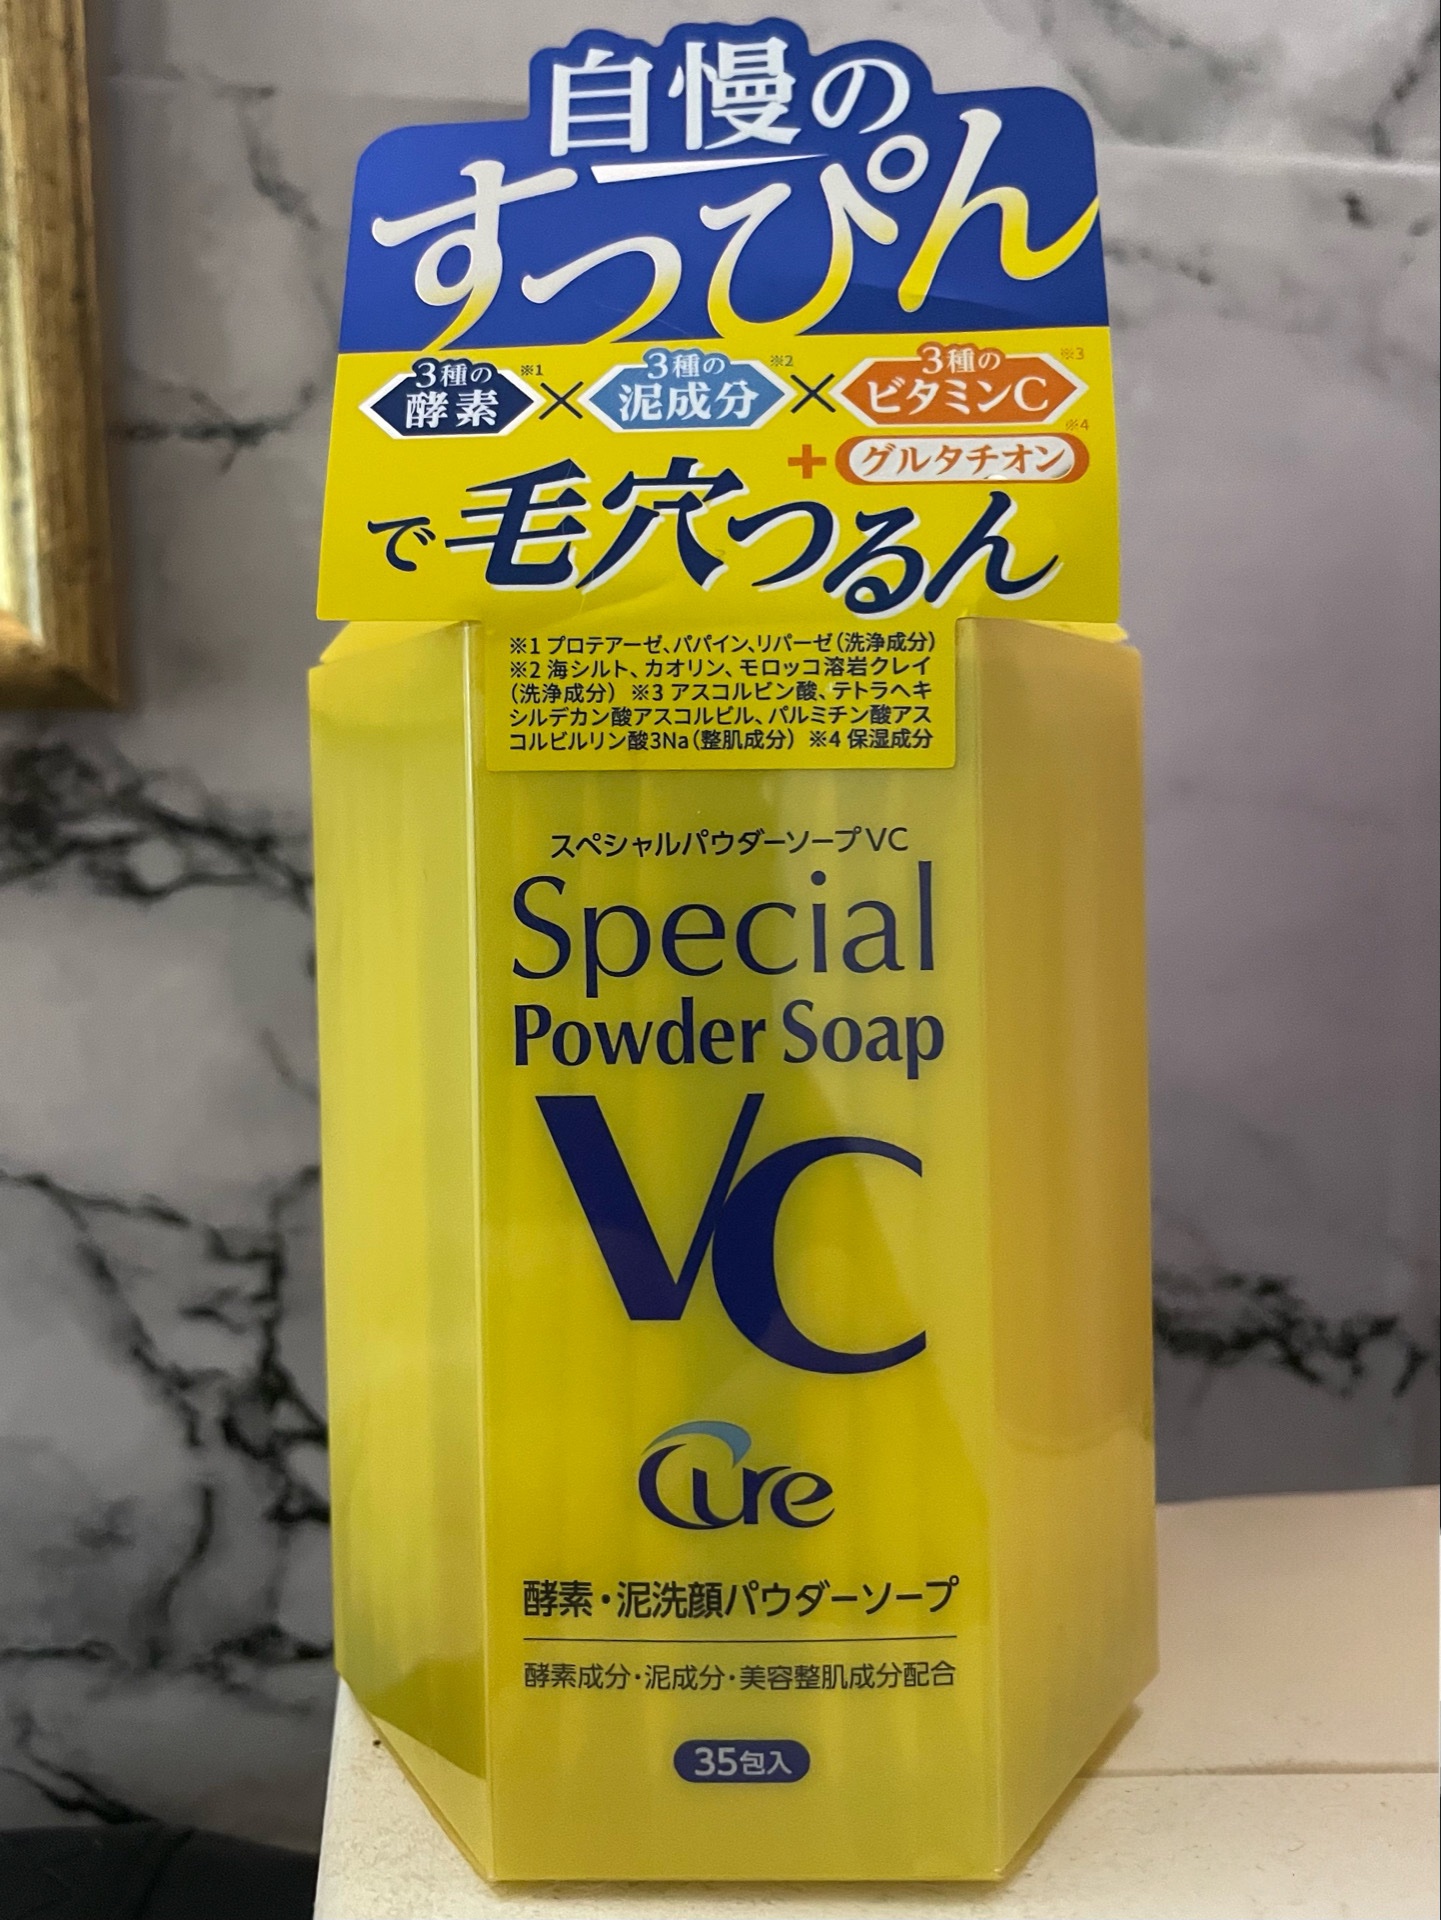 自慢の
すっぴん
3種の酵素※1×3種の泥成分※2×3種のビタミンC※3
+グルタチオン※4
で毛穴つるん
※1 プロテアーゼ、パパイン、リパーゼ（洗浄成分）
※2 海シルト、カオリン、モロッコ溶岩クレイ
（洗浄成分） ※3 アスコルビン酸、テトラヘキ
シルデカン酸アスコルビル、パルミチン酸アス
コルビルリン酸3Na（整肌成分） ※4 保湿成分
スペシャルパウダーソープVC
Special
Powder Soap
VC
Cure
酵素・泥洗顔パウダーソープ
酵素成分・泥成分・美容整肌成分配合
35包入